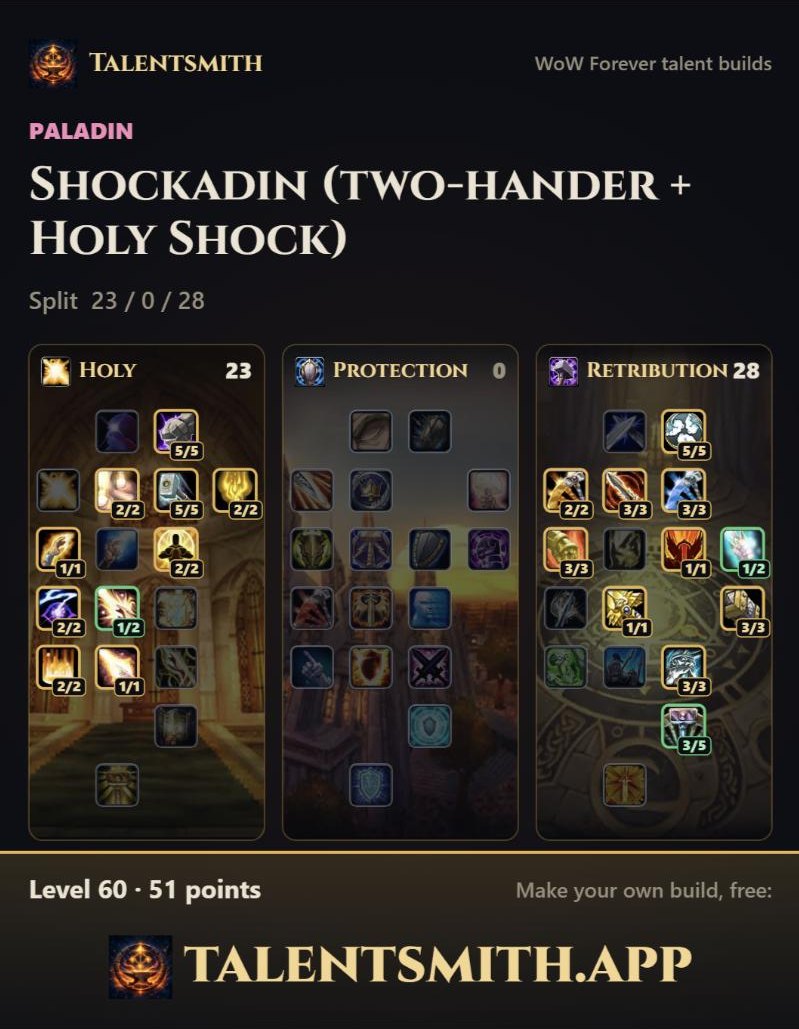 TALENTSMITH
WoW Forever talent builds
PALADIN
SHOCKADIN (TWO-HANDER +
HOLY SHOCK)
Split 23 / 0 / 28
HOLY 23
PROTECTION 0
RETRIBUTION 28
5/5
5/5
2/2 5/5 2/2
2/2 3/3 3/3
1/1 2/2
3/3 1/1 1/2
2/2 1/2
1/1 3/3
2/2 1/1
3/3
3/5
Level 60 · 51 points
Make your own build, free:
TALENTSMITH.APP